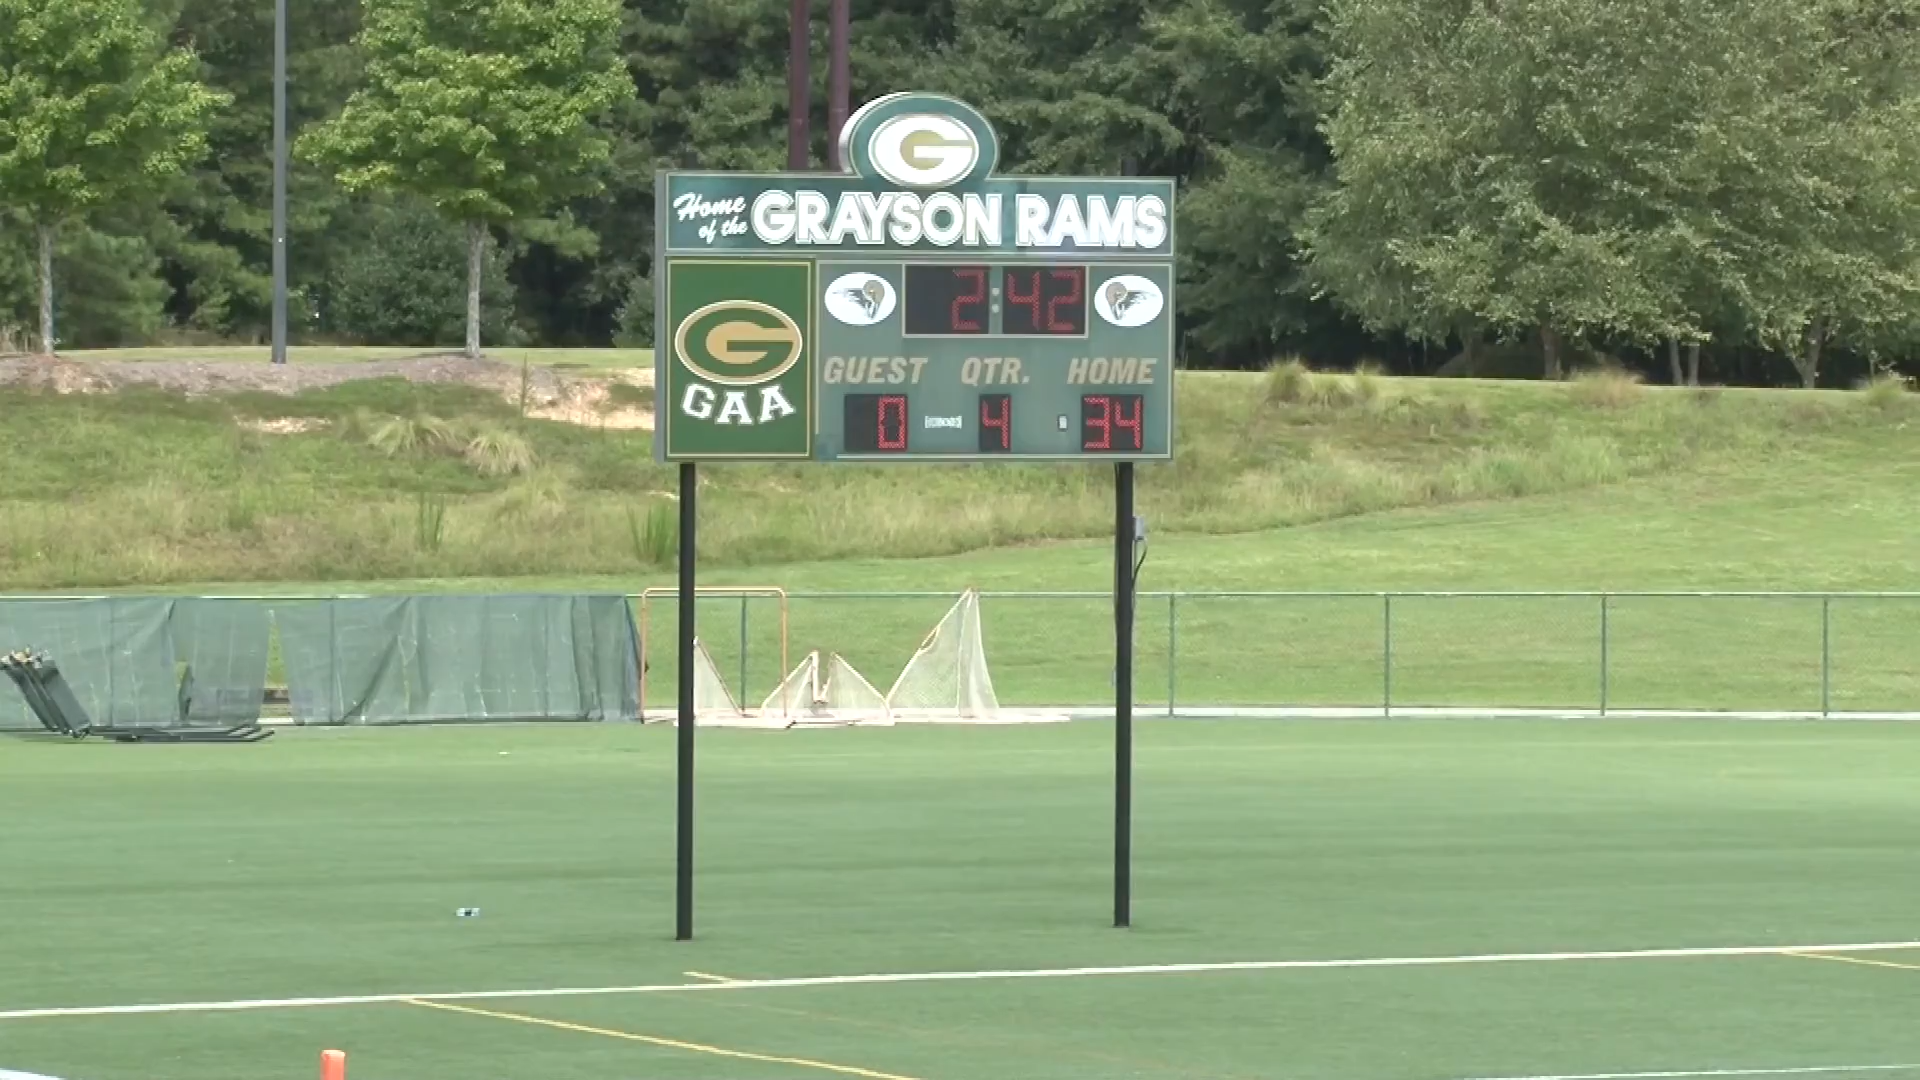 G
Home of the GRAYSON RAMS
G
GAA
2:42
GUEST QTR. HOME
0 4 34